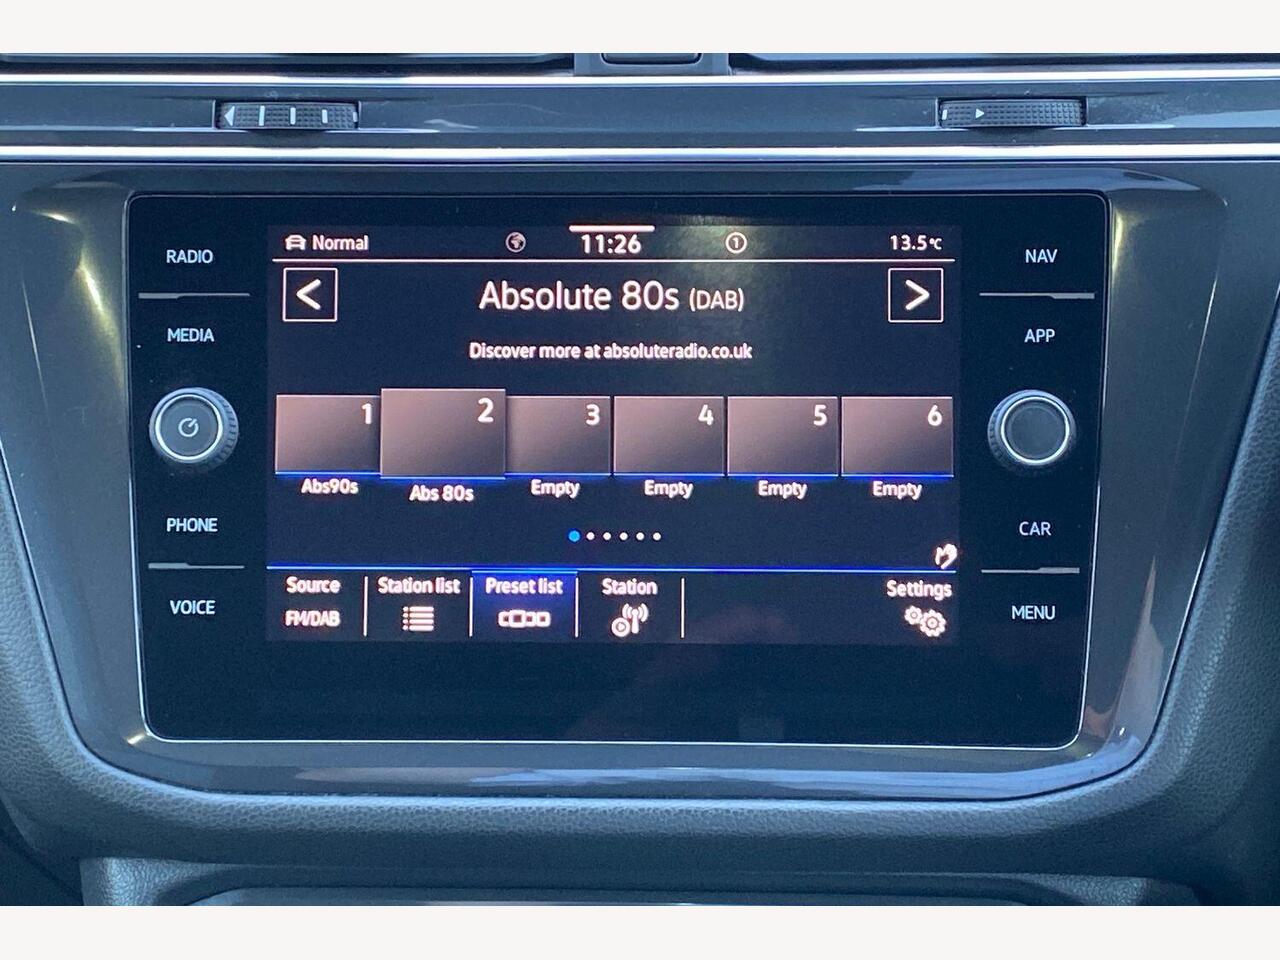 RADIO
MEDIA
PHONE
VOICE
Normal
11:26
1
13.5°C
<
Absolute 80s (DAB)
>
Discover more at absoluteradio.co.uk
1
2
3
4
5
6
Abs90s
Abs 80s
Empty
Empty
Empty
Empty
Source
FM/DAB
Station list
Preset list
Station
Settings
NAV
APP
CAR
MENU